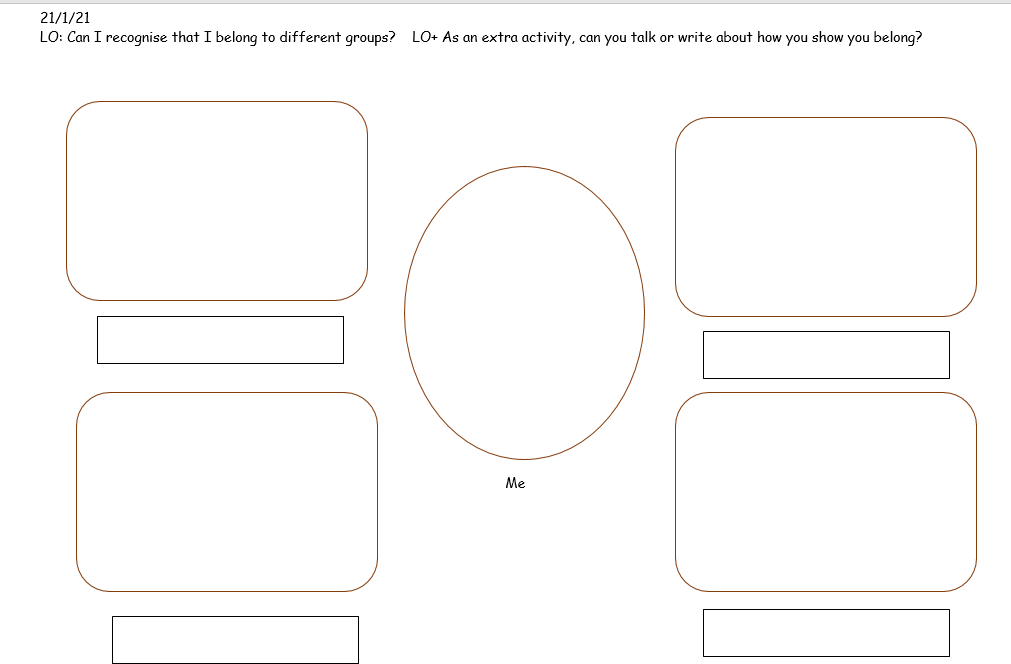 21/1/21
LO: Can I recognise that I belong to different groups? LO+ As an extra activity, can you talk or write about how you show you belong?
Me